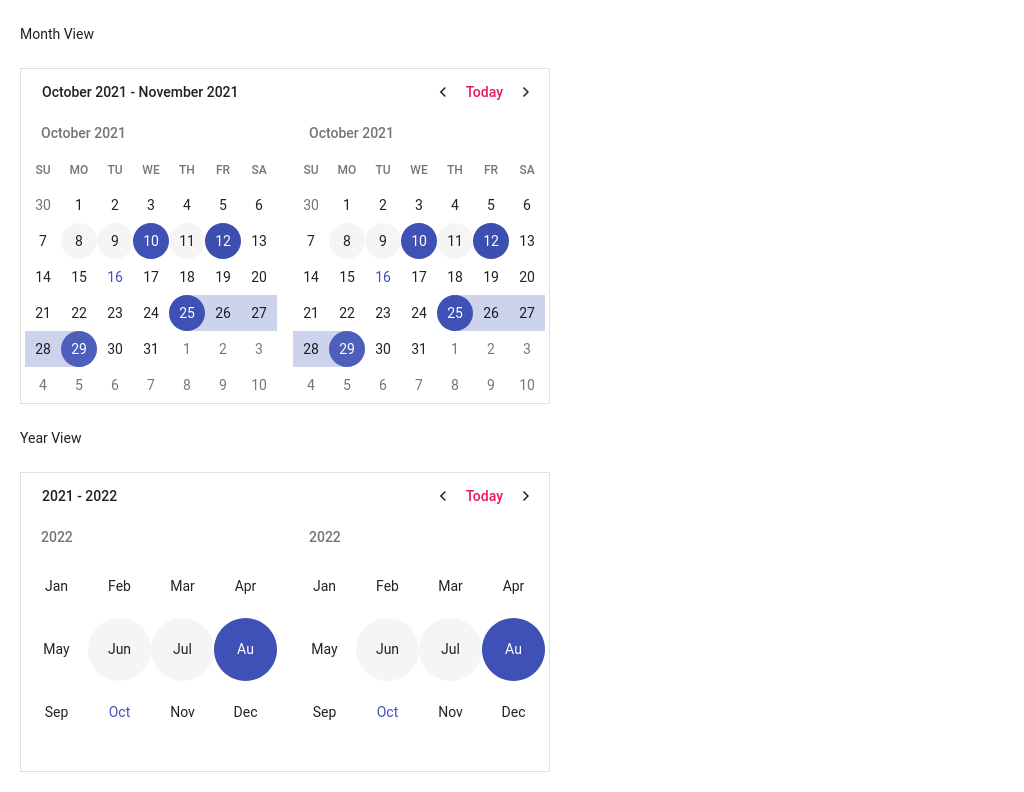 Month View
October 2021 - November 2021 Today
October 2021 October 2021
SU MO TU WE TH FR SA SU MO TU WE TH FR SA
30 1 2 3 4 5 6 30 1 2 3 4 5 6
7 8 9 10 11 12 13 7 8 9 10 11 12 13
14 15 16 17 18 19 20 14 15 16 17 18 19 20
21 22 23 24 25 26 27 21 22 23 24 25 26 27
28 29 30 31 1 2 3 28 29 30 31 1 2 3
4 5 6 7 8 9 10 4 5 6 7 8 9 10
Year View
2021 - 2022 Today
2022 2022
Jan Feb Mar Apr Jan Feb Mar Apr
May Jun Jul Au May Jun Jul Au
Sep Oct Nov Dec Sep Oct Nov Dec